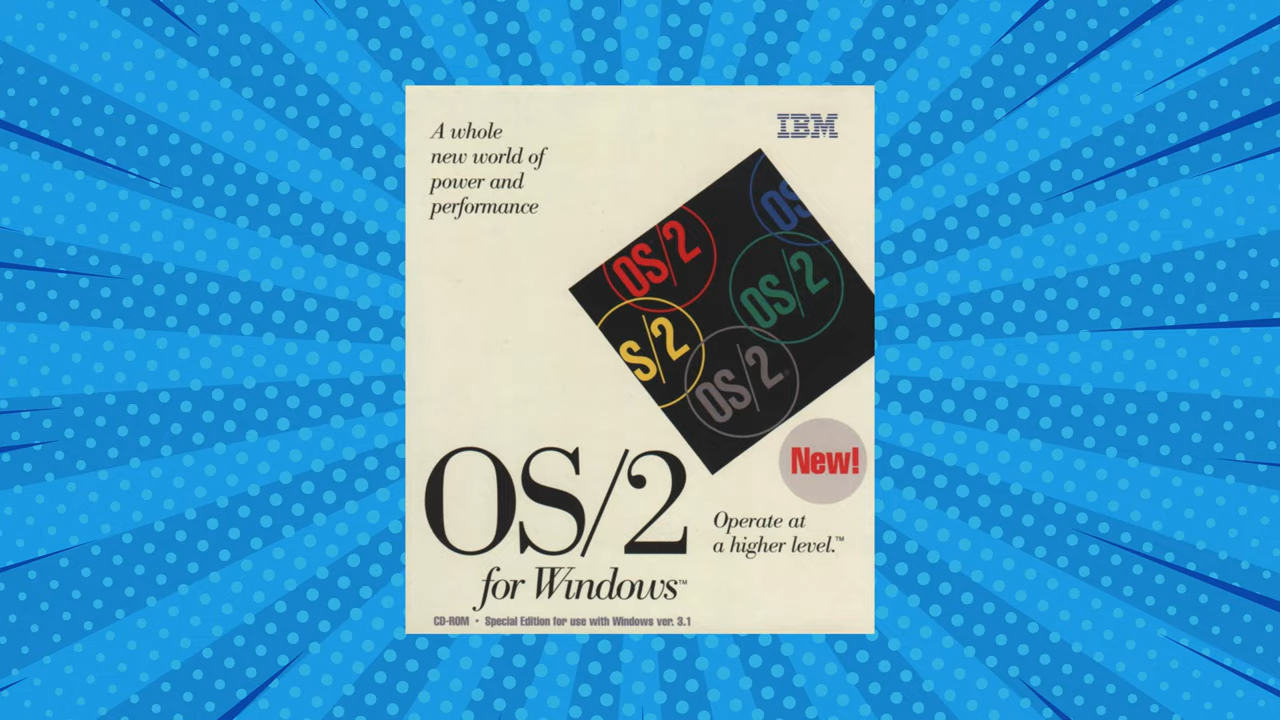 A whole
new world of
power and
performance
IBM
OS/2
OS
OS/2
S/2
OS/2
New!
OS/2
for Windows™
Operate at
a higher level.™
CD-ROM • Special Edition for use with Windows ver. 3.1